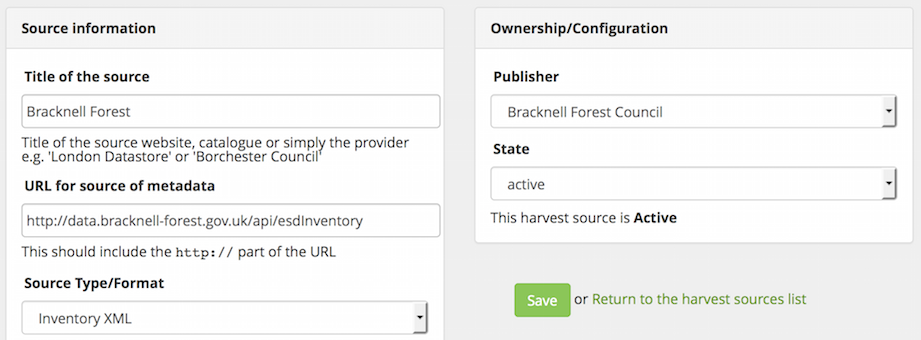 Source information
Title of the source
Bracknell Forest
Title of the source website, catalogue or simply the provider
e.g. 'London Datastore' or 'Borchester Council'
URL for source of metadata
http://data.bracknell-forest.gov.uk/api/esdInventory
This should include the http:// part of the URL
Source Type/Format
Inventory XML
Ownership/Configuration
Publisher
Bracknell Forest Council
State
active
This harvest source is Active
Save or Return to the harvest sources list